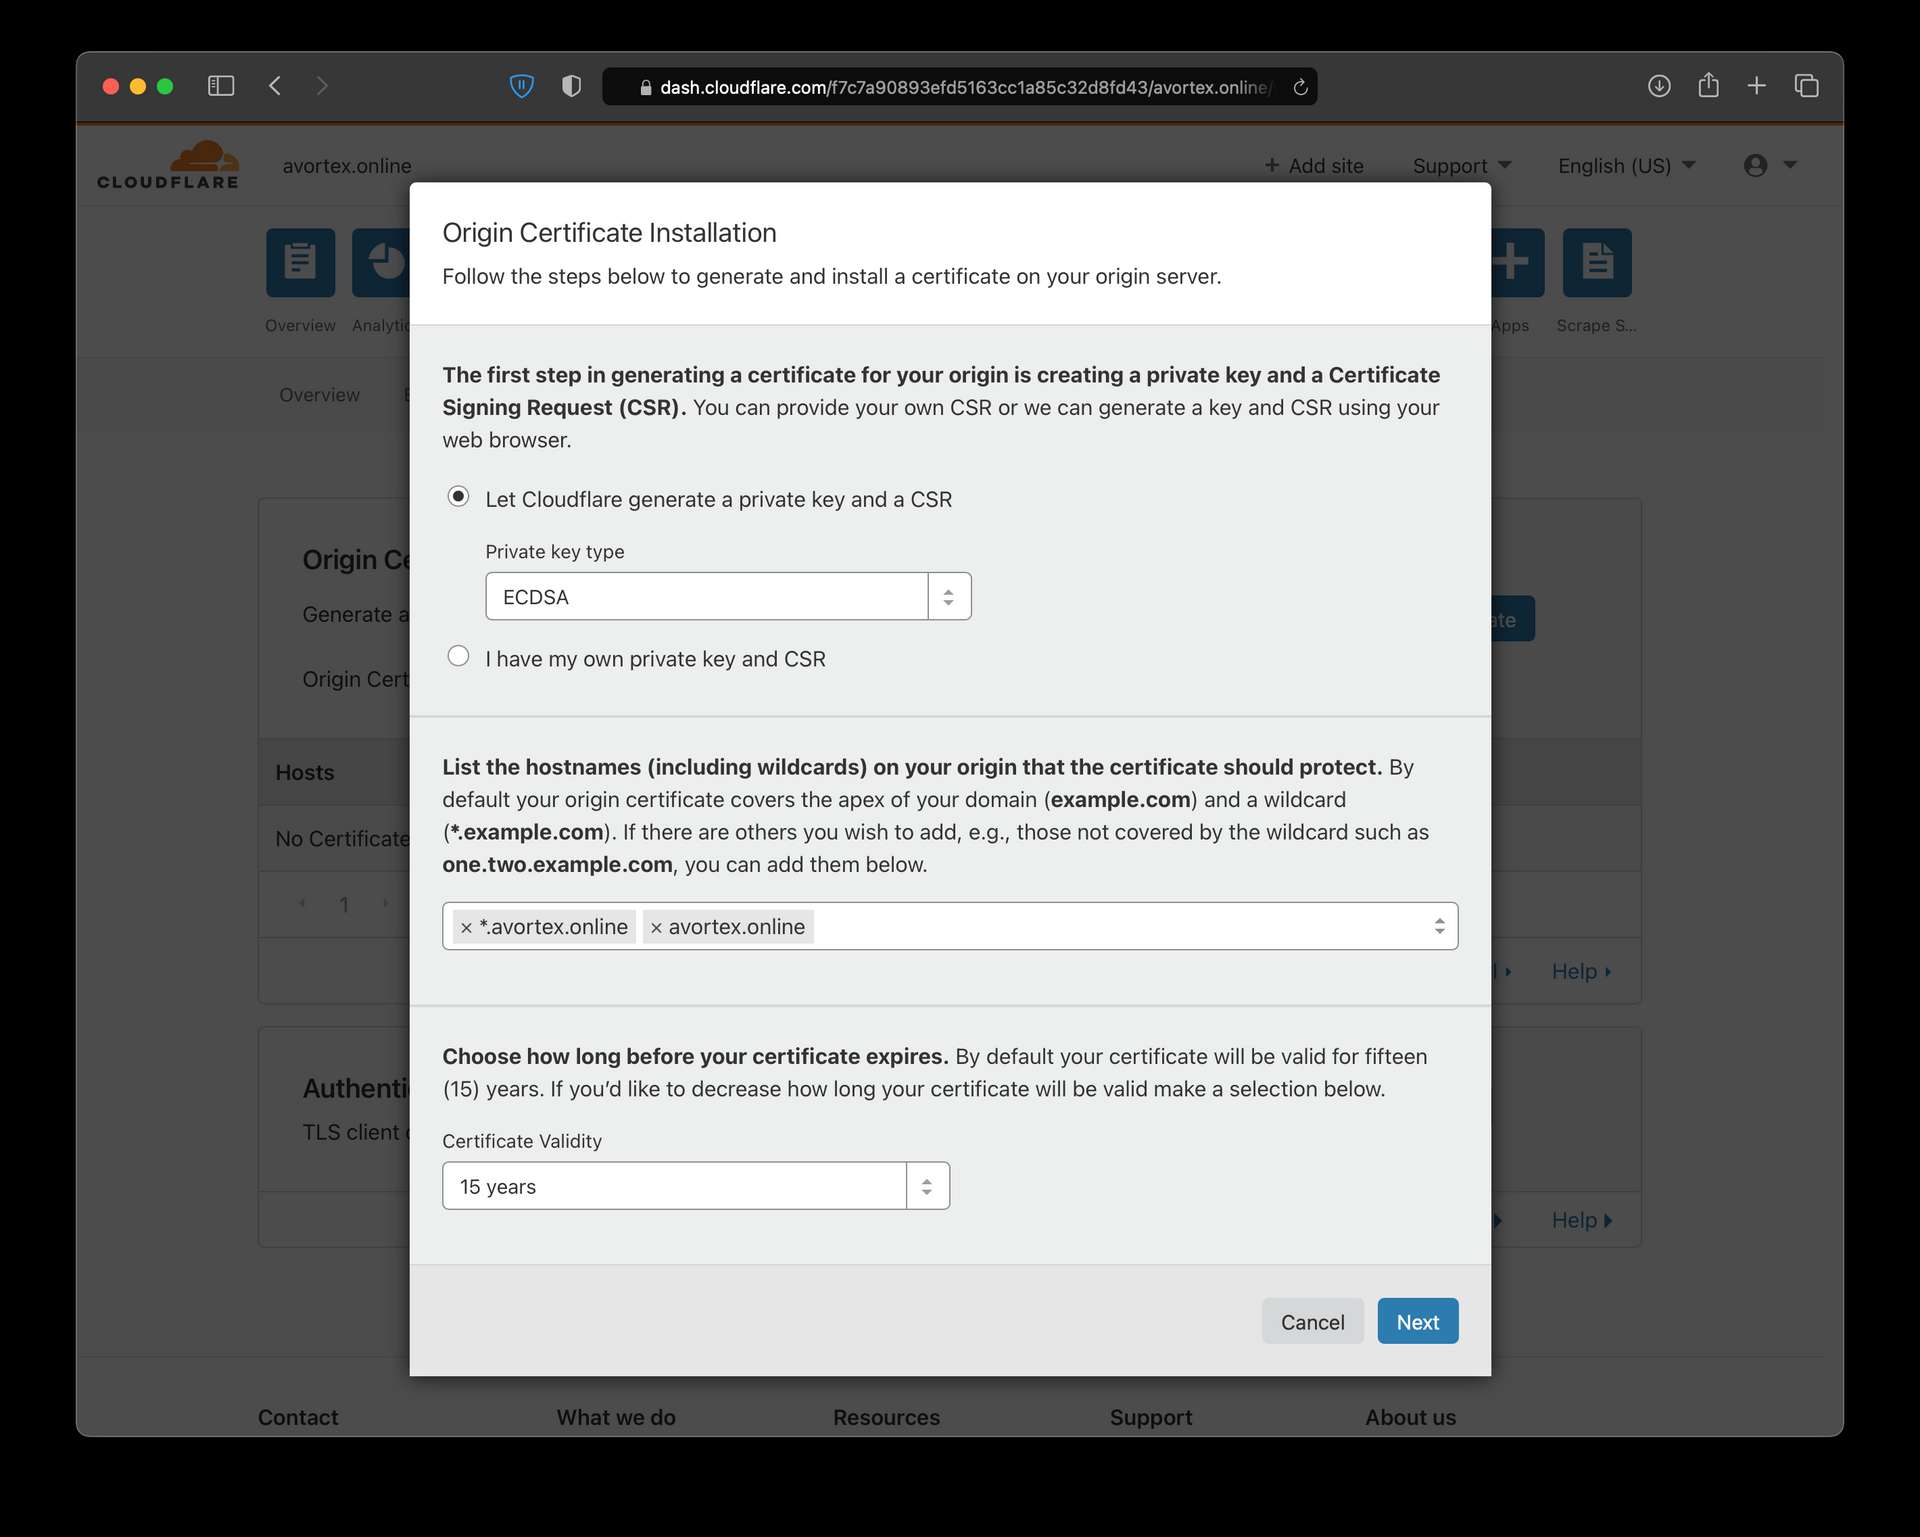 dash.cloudflare.com/f7c7a90893efd5163cc1a85c32d8fd43/avortex.online/
CLOUDFLARE
avortex.online
+ Add site
Support
English (US)
Overview
Analytic
Apps
Scrape S...
Overview
Origin Certificate Installation
Follow the steps below to generate and install a certificate on your origin server.
The first step in generating a certificate for your origin is creating a private key and a Certificate
Signing Request (CSR). You can provide your own CSR or we can generate a key and CSR using your
web browser.
Let Cloudflare generate a private key and a CSR
Private key type
ECDSA
I have my own private key and CSR
List the hostnames (including wildcards) on your origin that the certificate should protect. By
default your origin certificate covers the apex of your domain (example.com) and a wildcard
(*.example.com). If there are others you wish to add, e.g., those not covered by the wildcard such as
one.two.example.com, you can add them below.
× *.avortex.online × avortex.online
Choose how long before your certificate expires. By default your certificate will be valid for fifteen
(15) years. If you’d like to decrease how long your certificate will be valid make a selection below.
Certificate Validity
15 years
Cancel
Next
Origin Ce
Generate a
Origin Cert
ate
Hosts
No Certificate
1
Help
Authenti
TLS client
Help
Contact
What we do
Resources
Support
About us